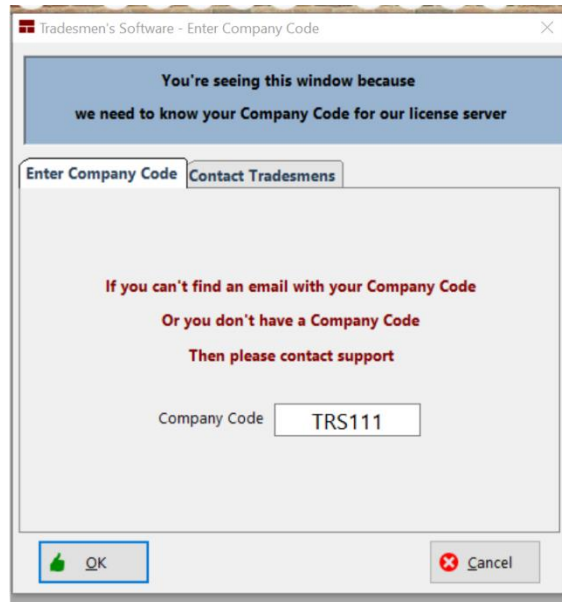 Tradesmen's Software - Enter Company Code
You're seeing this window because
we need to know your Company Code for our license server
Enter Company Code
Contact Tradesmens
If you can't find an email with your Company Code
Or you don't have a Company Code
Then please contact support
Company Code
TRS111
OK
Cancel